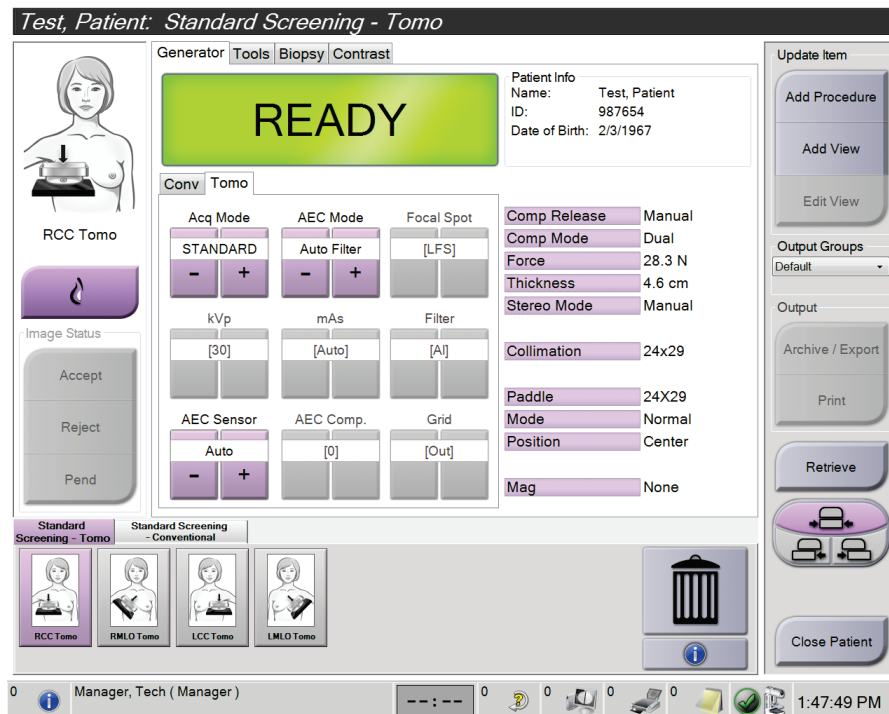 Test, Patient:  Standard Screening - Tomo
Generator Tools Biopsy Contrast
READY
Patient Info
Name: Test, Patient
ID: 987654
Date of Birth: 2/3/1967
RCC Tomo
Image Status
Accept
Reject
Pend
Conv Tomo
Acq Mode AEC Mode Focal Spot
STANDARD Auto Filter [LFS]
- + - +
kVp mAs Filter
[30] [Auto] [Al]
AEC Sensor AEC Comp. Grid
Auto [0] [Out]
- +
Comp Release Manual
Comp Mode Dual
Force 28.3 N
Thickness 4.6 cm
Stereo Mode Manual
Collimation 24x29
Paddle 24X29
Mode Normal
Position Center
Mag None
Update Item
Add Procedure
Add View
Edit View
Output Groups
Default
Output
Archive / Export
Print
Retrieve
Close Patient
Standard
Screening - Tomo
Standard Screening
- Conventional
RCC Tomo RMLO Tomo LCC Tomo LMLO Tomo
0 Manager, Tech ( Manager ) --:-- 0 0 0 0 1:47:49 PM